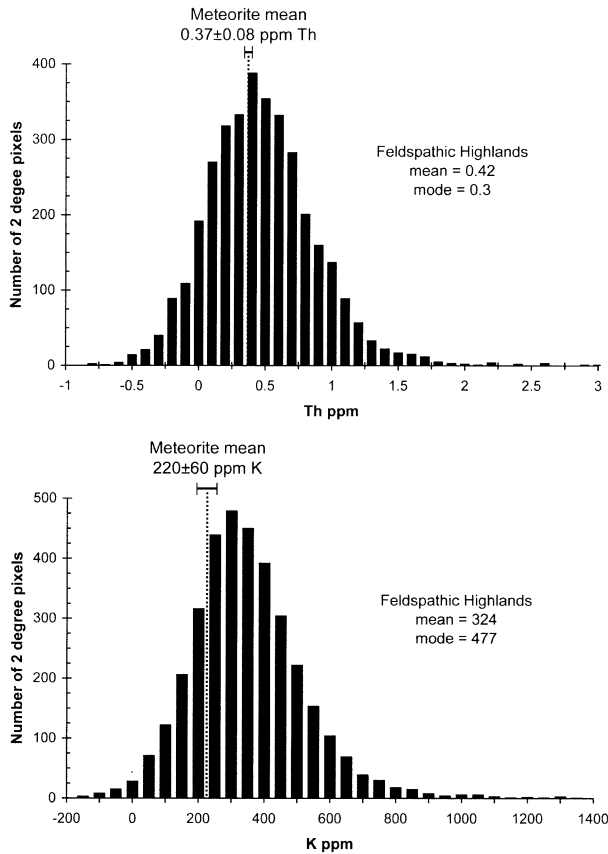 Meteorite mean
0.37±0.08 ppm Th
400
300
200
100
0
Number of 2 degee pixels
Feldspathic Highlands
mean = 0.42
mode = 0.3
-1 -0.5 0 0.5 1 1.5 2 2.5 3
Th ppm
Meteorite mean
220±60 ppm K
500
400
300
200
100
0
Number of 2 degree pixels
Feldspathic Highlands
mean = 324
mode = 477
-200 0 200 400 600 800 1000 1200 1400
K ppm